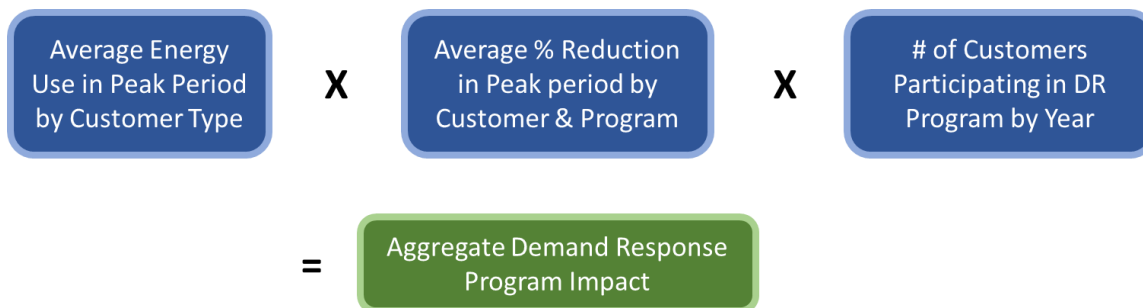 Average Energy
Use in Peak Period
by Customer Type
X
Average % Reduction
in Peak period by
Customer & Program
X
# of Customers
Participating in DR
Program by Year
=
Aggregate Demand Response
Program Impact